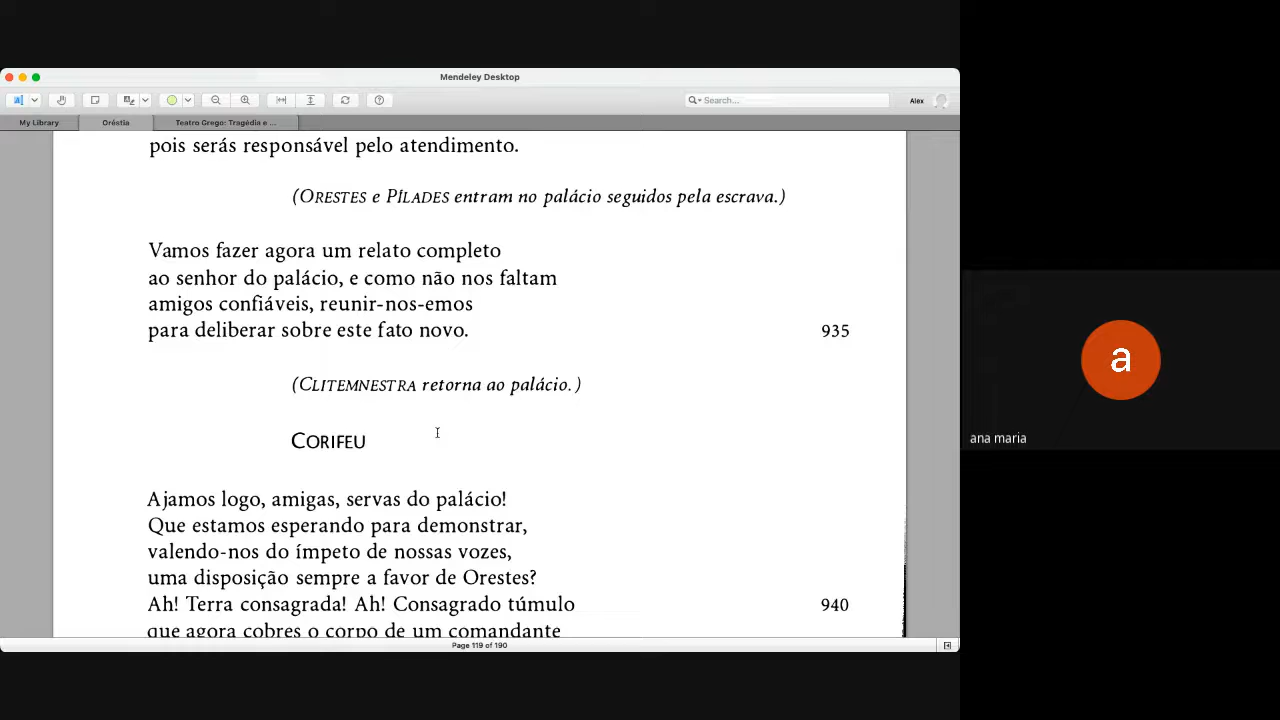 Mendeley Desktop
Search...
Alex
My Library
Oréstia
Teatro Grego: Tragédia e ...
pois serás responsável pelo atendimento.
(ORESTES e PÍLADES entram no palácio seguidos pela escrava.)
Vamos fazer agora um relato completo
ao senhor do palácio, e como não nos faltam
amigos confiáveis, reunir-nos-emos
para deliberar sobre este fato novo. 935
(CLITEMNESTRA retorna ao palácio.)
CORIFEU
Ajamos logo, amigas, servas do palácio!
Que estamos esperando para demonstrar,
valendo-nos do ímpeto de nossas vozes,
uma disposição sempre a favor de Orestes?
Ah! Terra consagrada! Ah! Consagrado túmulo 940
que agora cobres o corpo de um comandante
Page 119 of 190
a
ana maria